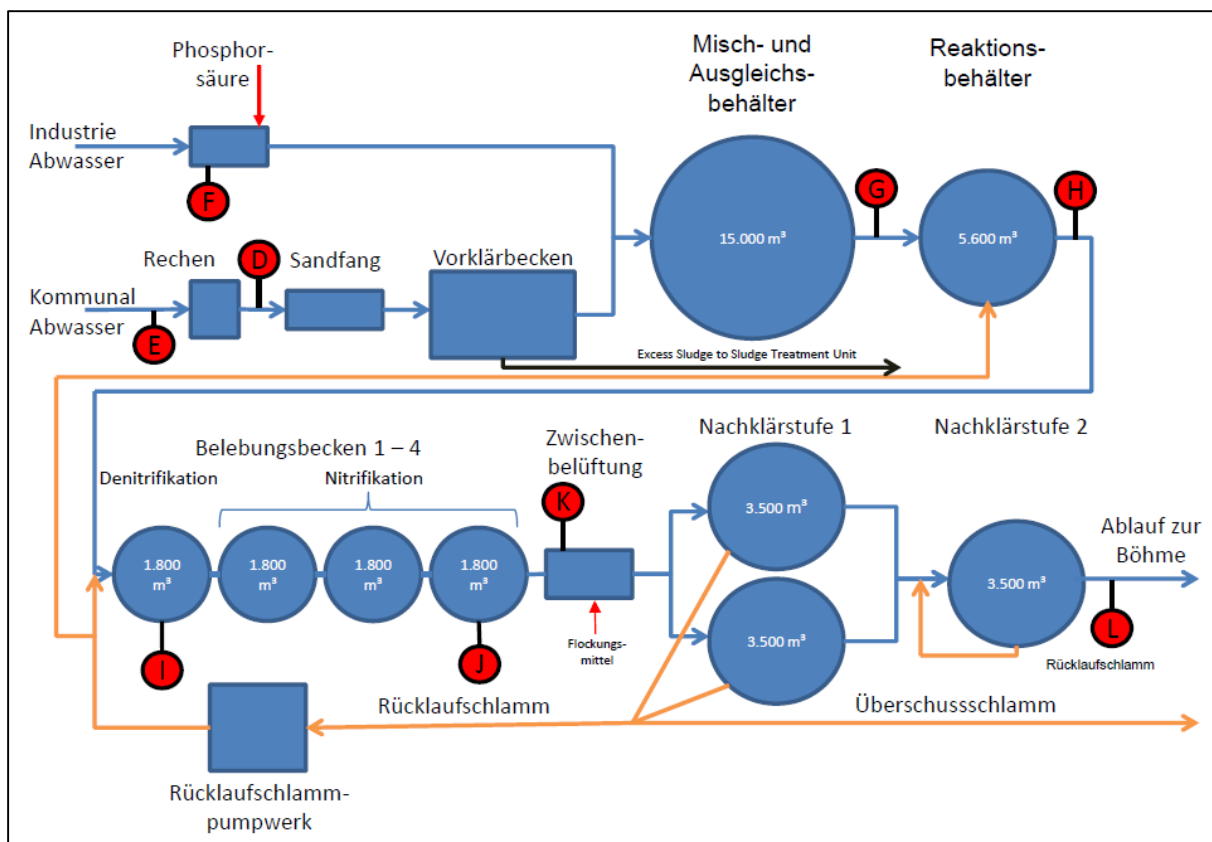 Phosphor-
säure
Misch- und
Ausgleichs-
behälter
Reaktions-
behälter
Industrie
Abwasser
F
G
H
15.000 m³
5.600 m³
Rechen
D
Sandfang
Vorklärbecken
Kommunal
Abwasser
E
Excess Sludge to Sludge Treatment Unit
Belebungsbecken 1 – 4
Denitrifikation
Nitrifikation
Zwischen-
belüftung
Nachklärstufe 1
Nachklärstufe 2
K
3.500 m³
Ablauf zur
Böhme
1.800
m³
1.800
m³
1.800
m³
1.800
m³
3.500 m³
3.500 m³
Flockungs-
mittel
I
J
L
Rücklaufschlamm
Rücklaufschlamm
Überschussschlamm
Rücklaufschlamm-
pumpwerk